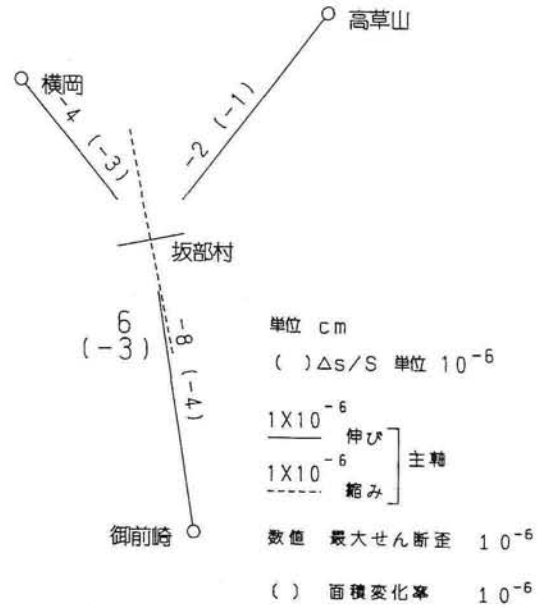 高草山
横岡
-4 (-3)
-2 (-1)
坂部村
6
(-3)
-8 (-4)
御前崎
単位 cm
( )△s/S 単位 10⁻⁶
1X10⁻⁶
伸び
1X10⁻⁶
縮み
主軸
数値 最大せん断歪 10⁻⁶
( ) 面積変化率 10⁻⁶